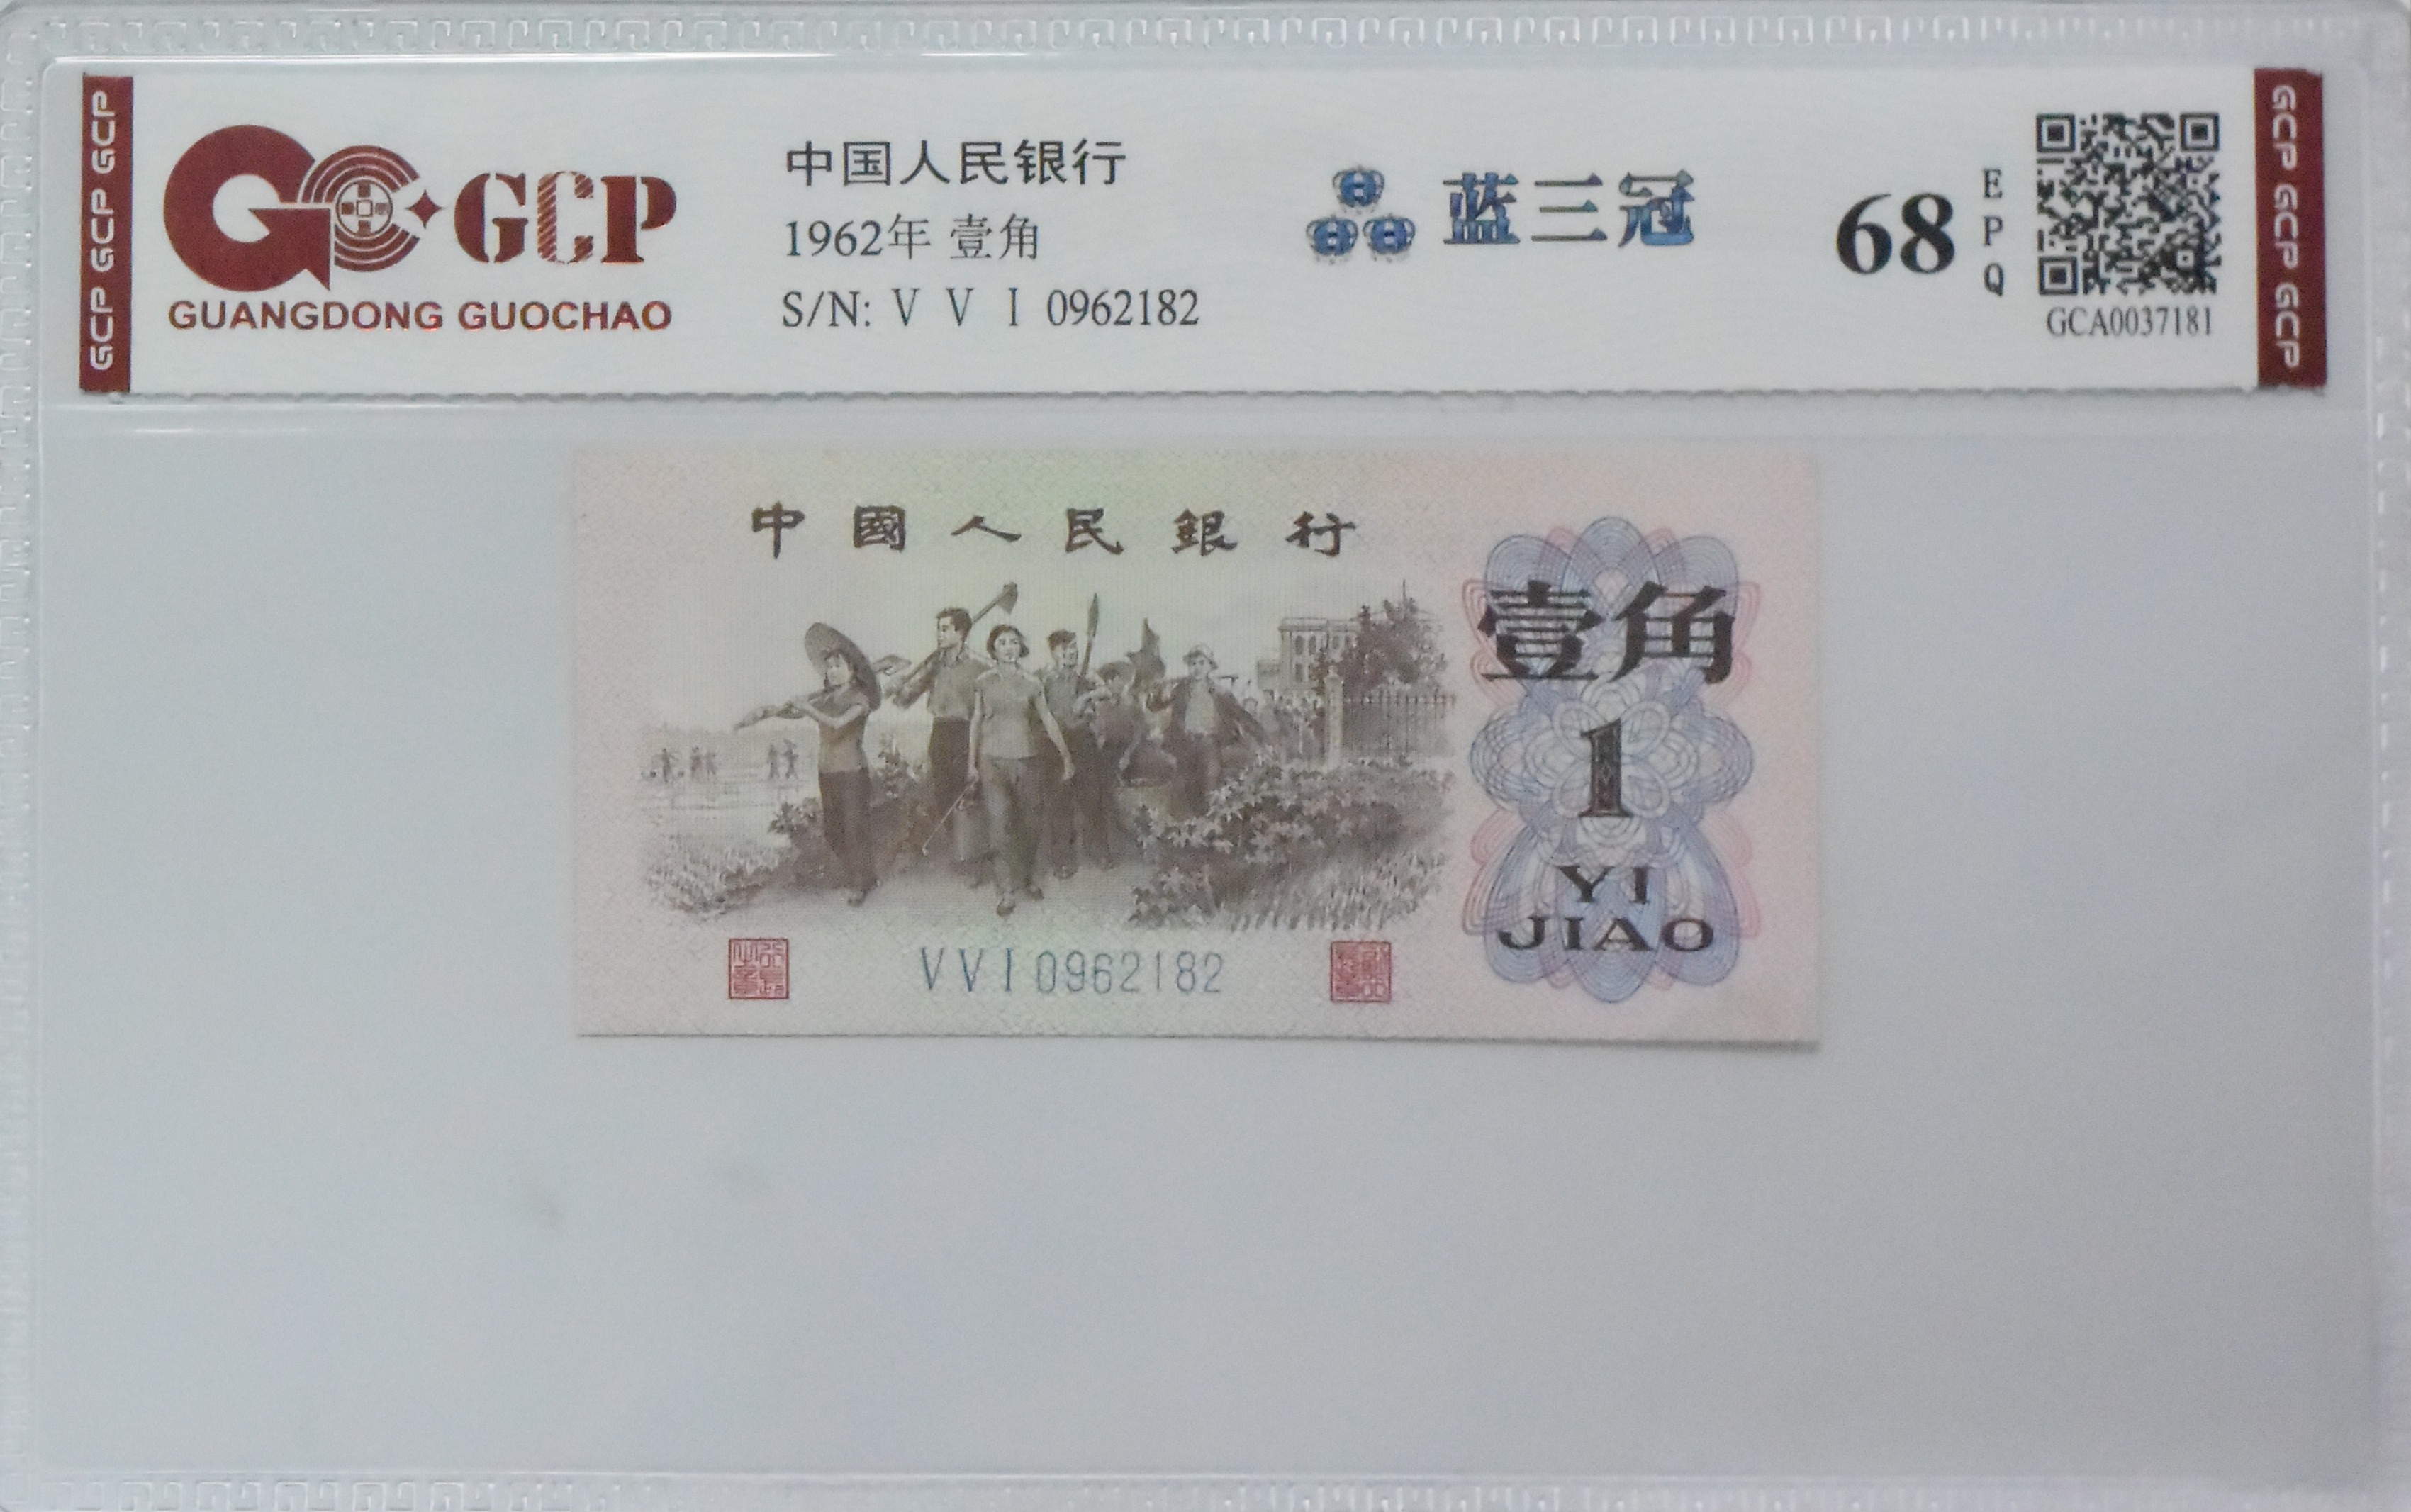 GCP GCP GCP
GCP
GUANGDONG GUOCHAO
中国人民银行
1962年 壹角
S/N: V V I 0962182
蓝三冠
68
E
P
Q
GCA0037181
GCP GCP GCP
中國人民銀行
壹角
1
YI
JIAO
V V I 0962182